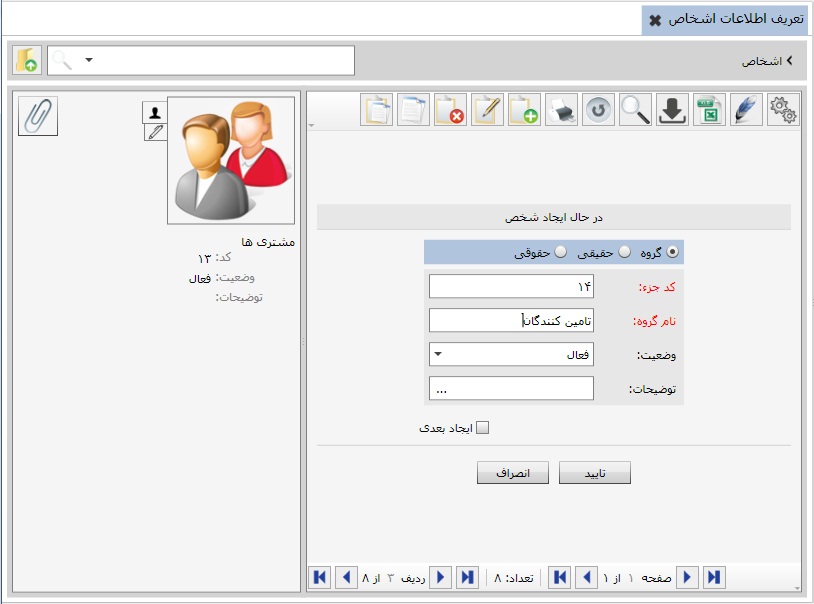 تعریف اطلاعات اشخاص
اشخاص
در حال ایجاد شخص
گروه حقیقی حقوقی
کد جزء: ۱۴
نام گروه: تامین کنندگان
وضعیت: فعال
توضیحات: ...
ایجاد بعدی
تایید انصراف
صفحه ۱ از ۱ تعداد: ۸ ردیف ۳ از ۸
مشتری ها
کد: ۱۳
وضعیت: فعال
توضیحات: